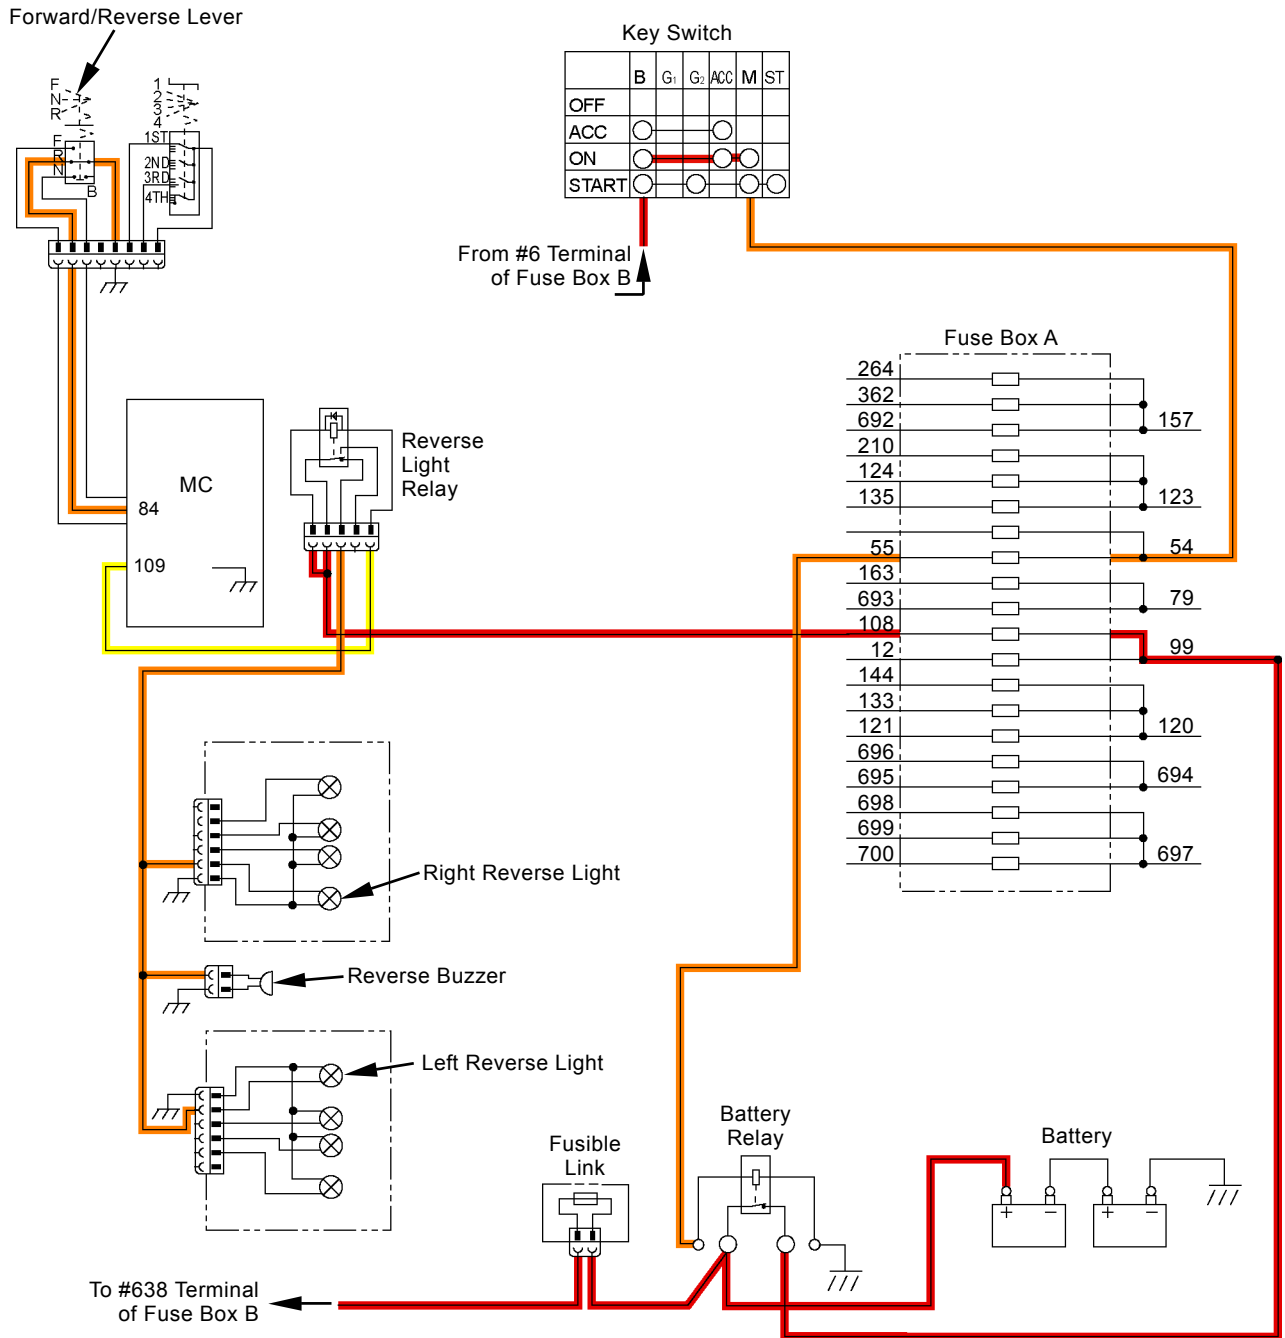 Forward/Reverse Lever
F
N
R
1
2
3
4
F
R
N
B
1ST
2ND
3RD
4TH
Key Switch
B G1 G2 ACC M ST
OFF
ACC
ON
START
From #6 Terminal
of Fuse Box B
MC
84
109
Reverse
Light
Relay
Fuse Box A
264
362
692 157
210
124
135 123
55 54
163
693 79
108
12 99
144
133
121 120
696
695 694
698
699
700 697
Right Reverse Light
Reverse Buzzer
Left Reverse Light
Fusible
Link
Battery
Relay
Battery
+ − + −
To #638 Terminal
of Fuse Box B